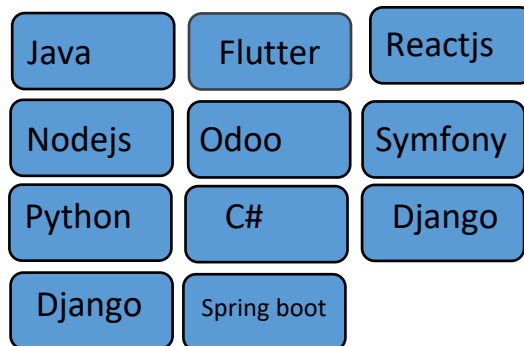 Java
Flutter
Reactjs
Nodejs
Odoo
Symfony
Python
C#
Django
Django
Spring boot